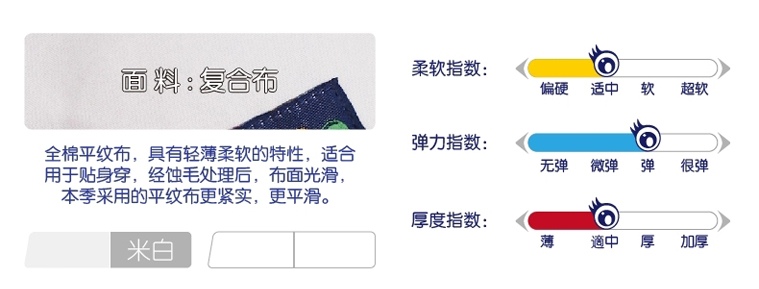 面料:复合布
全棉平纹布，具有轻薄柔软的特性，适合
用于贴身穿，经蚀毛处理后，布面光滑，
本季采用的平纹布更紧实，更平滑。
米白
柔软指数：
偏硬 适中 软 超软
弹力指数：
无弹 微弹 弹 很弹
厚度指数：
薄 適中 厚 加厚